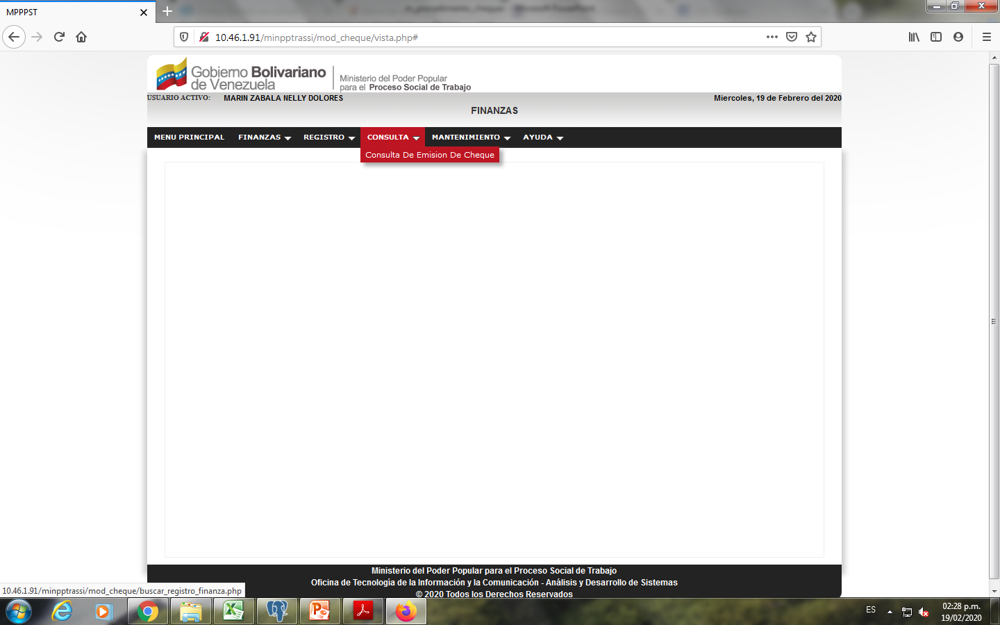 MPPPST
10.46.1.91/minpptrassi/mod_cheque/vista.php#
Gobierno Bolivariano
de Venezuela
Ministerio del Poder Popular
para el Proceso Social de Trabajo
USUARIO ACTIVO: MARIN ZABALA NELLY DOLORES
Miercoles, 19 de Febrero del 2020
FINANZAS
MENU PRINCIPAL FINANZAS REGISTRO CONSULTA MANTENIMIENTO AYUDA
Consulta De Emision De Cheque
Ministerio del Poder Popular para el Proceso Social de Trabajo
Oficina de Tecnología de la Información y la Comunicación - Análisis y Desarrollo de Sistemas
© 2020 Todos los Derechos Reservados
10.46.1.91/minpptrassi/mod_cheque/buscar_registro_finanza.php
ES
02:28 p.m.
19/02/2020